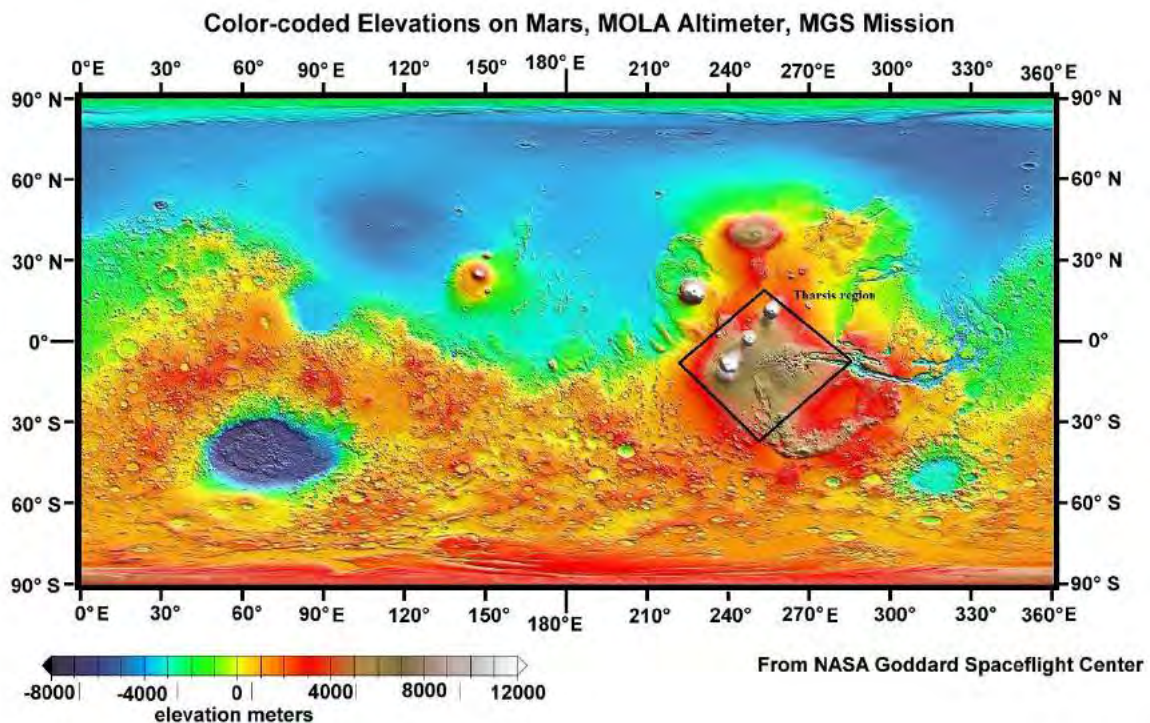 Color-coded Elevations on Mars, MOLA Altimeter, MGS Mission
0°E 30° 60° 90°E 120° 150° 180°E 210° 240° 270°E 300° 330° 360°E
90° N 90° N
60° N 60° N
30° N 30° N
Tharsis region
0° 0°
30° S 30° S
60° S 60° S
90° S 90° S
0°E 30° 60° 90°E 120° 150° 180°E 210° 240° 270°E 300° 330° 360°E
From NASA Goddard Spaceflight Center
-8000 -4000 0 4000 8000 12000
elevation meters